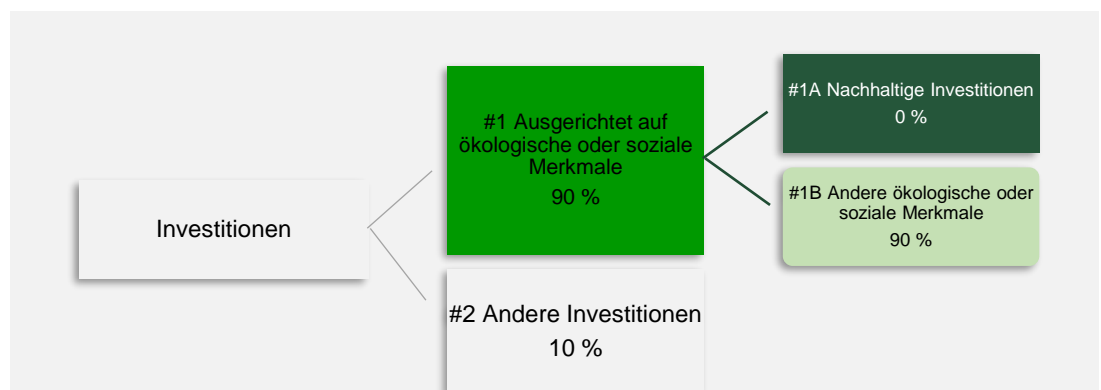 Investitionen
#1 Ausgerichtet auf
ökologische oder soziale
Merkmale
90 %
#2 Andere Investitionen
10 %
#1A Nachhaltige Investitionen
0 %
#1B Andere ökologische oder
soziale Merkmale
90 %